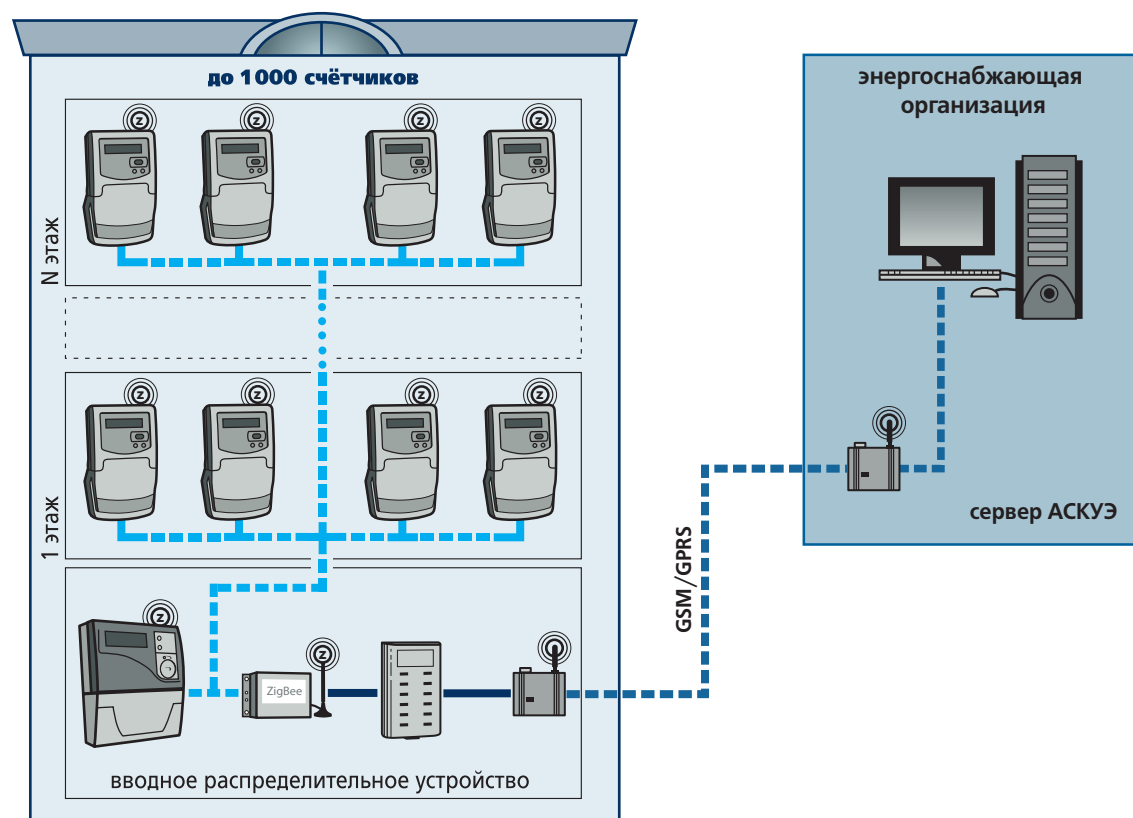 до 1000 счётчиков
z
z
z
z
N этаж
z
z
z
z
1 этаж
z
ZigBee
z
вводное распределительное устройство
GSM/GPRS
энергоснабжающая
организация
сервер АСКУЭ